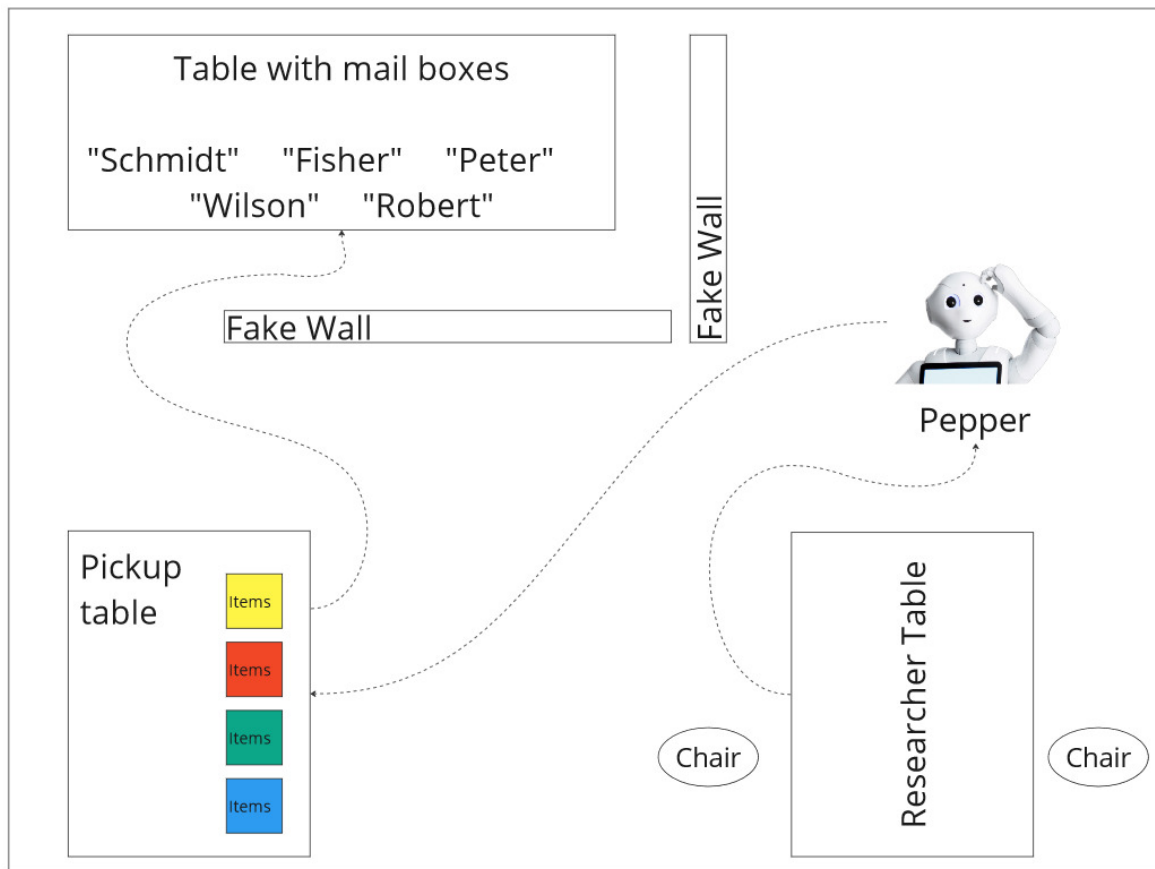 Table with mail boxes
"Schmidt" "Fisher" "Peter"
"Wilson" "Robert"
Fake Wall
Fake Wall
Pepper
Pickup
table
Items
Items
Items
Items
Researcher Table
Chair
Chair